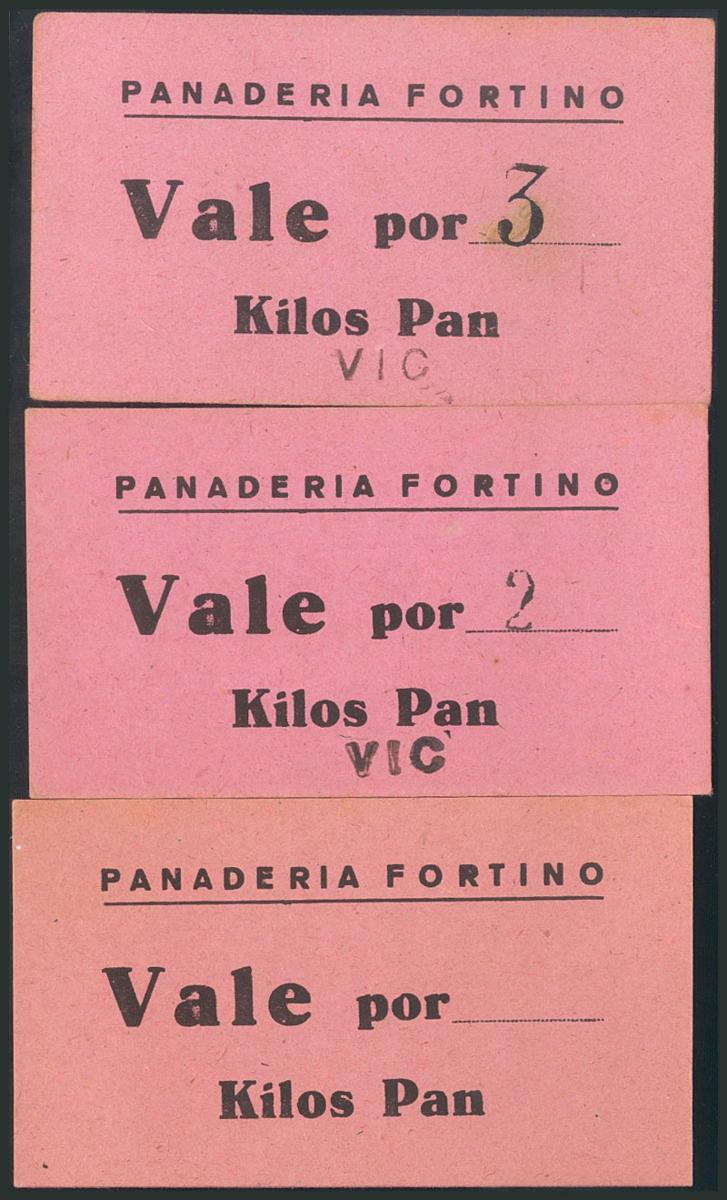 PANADERIA FORTINO
Vale por 3
Kilos Pan
VIC
PANADERIA FORTINO
Vale por 2
Kilos Pan
VIC
PANADERIA FORTINO
Vale por
Kilos Pan